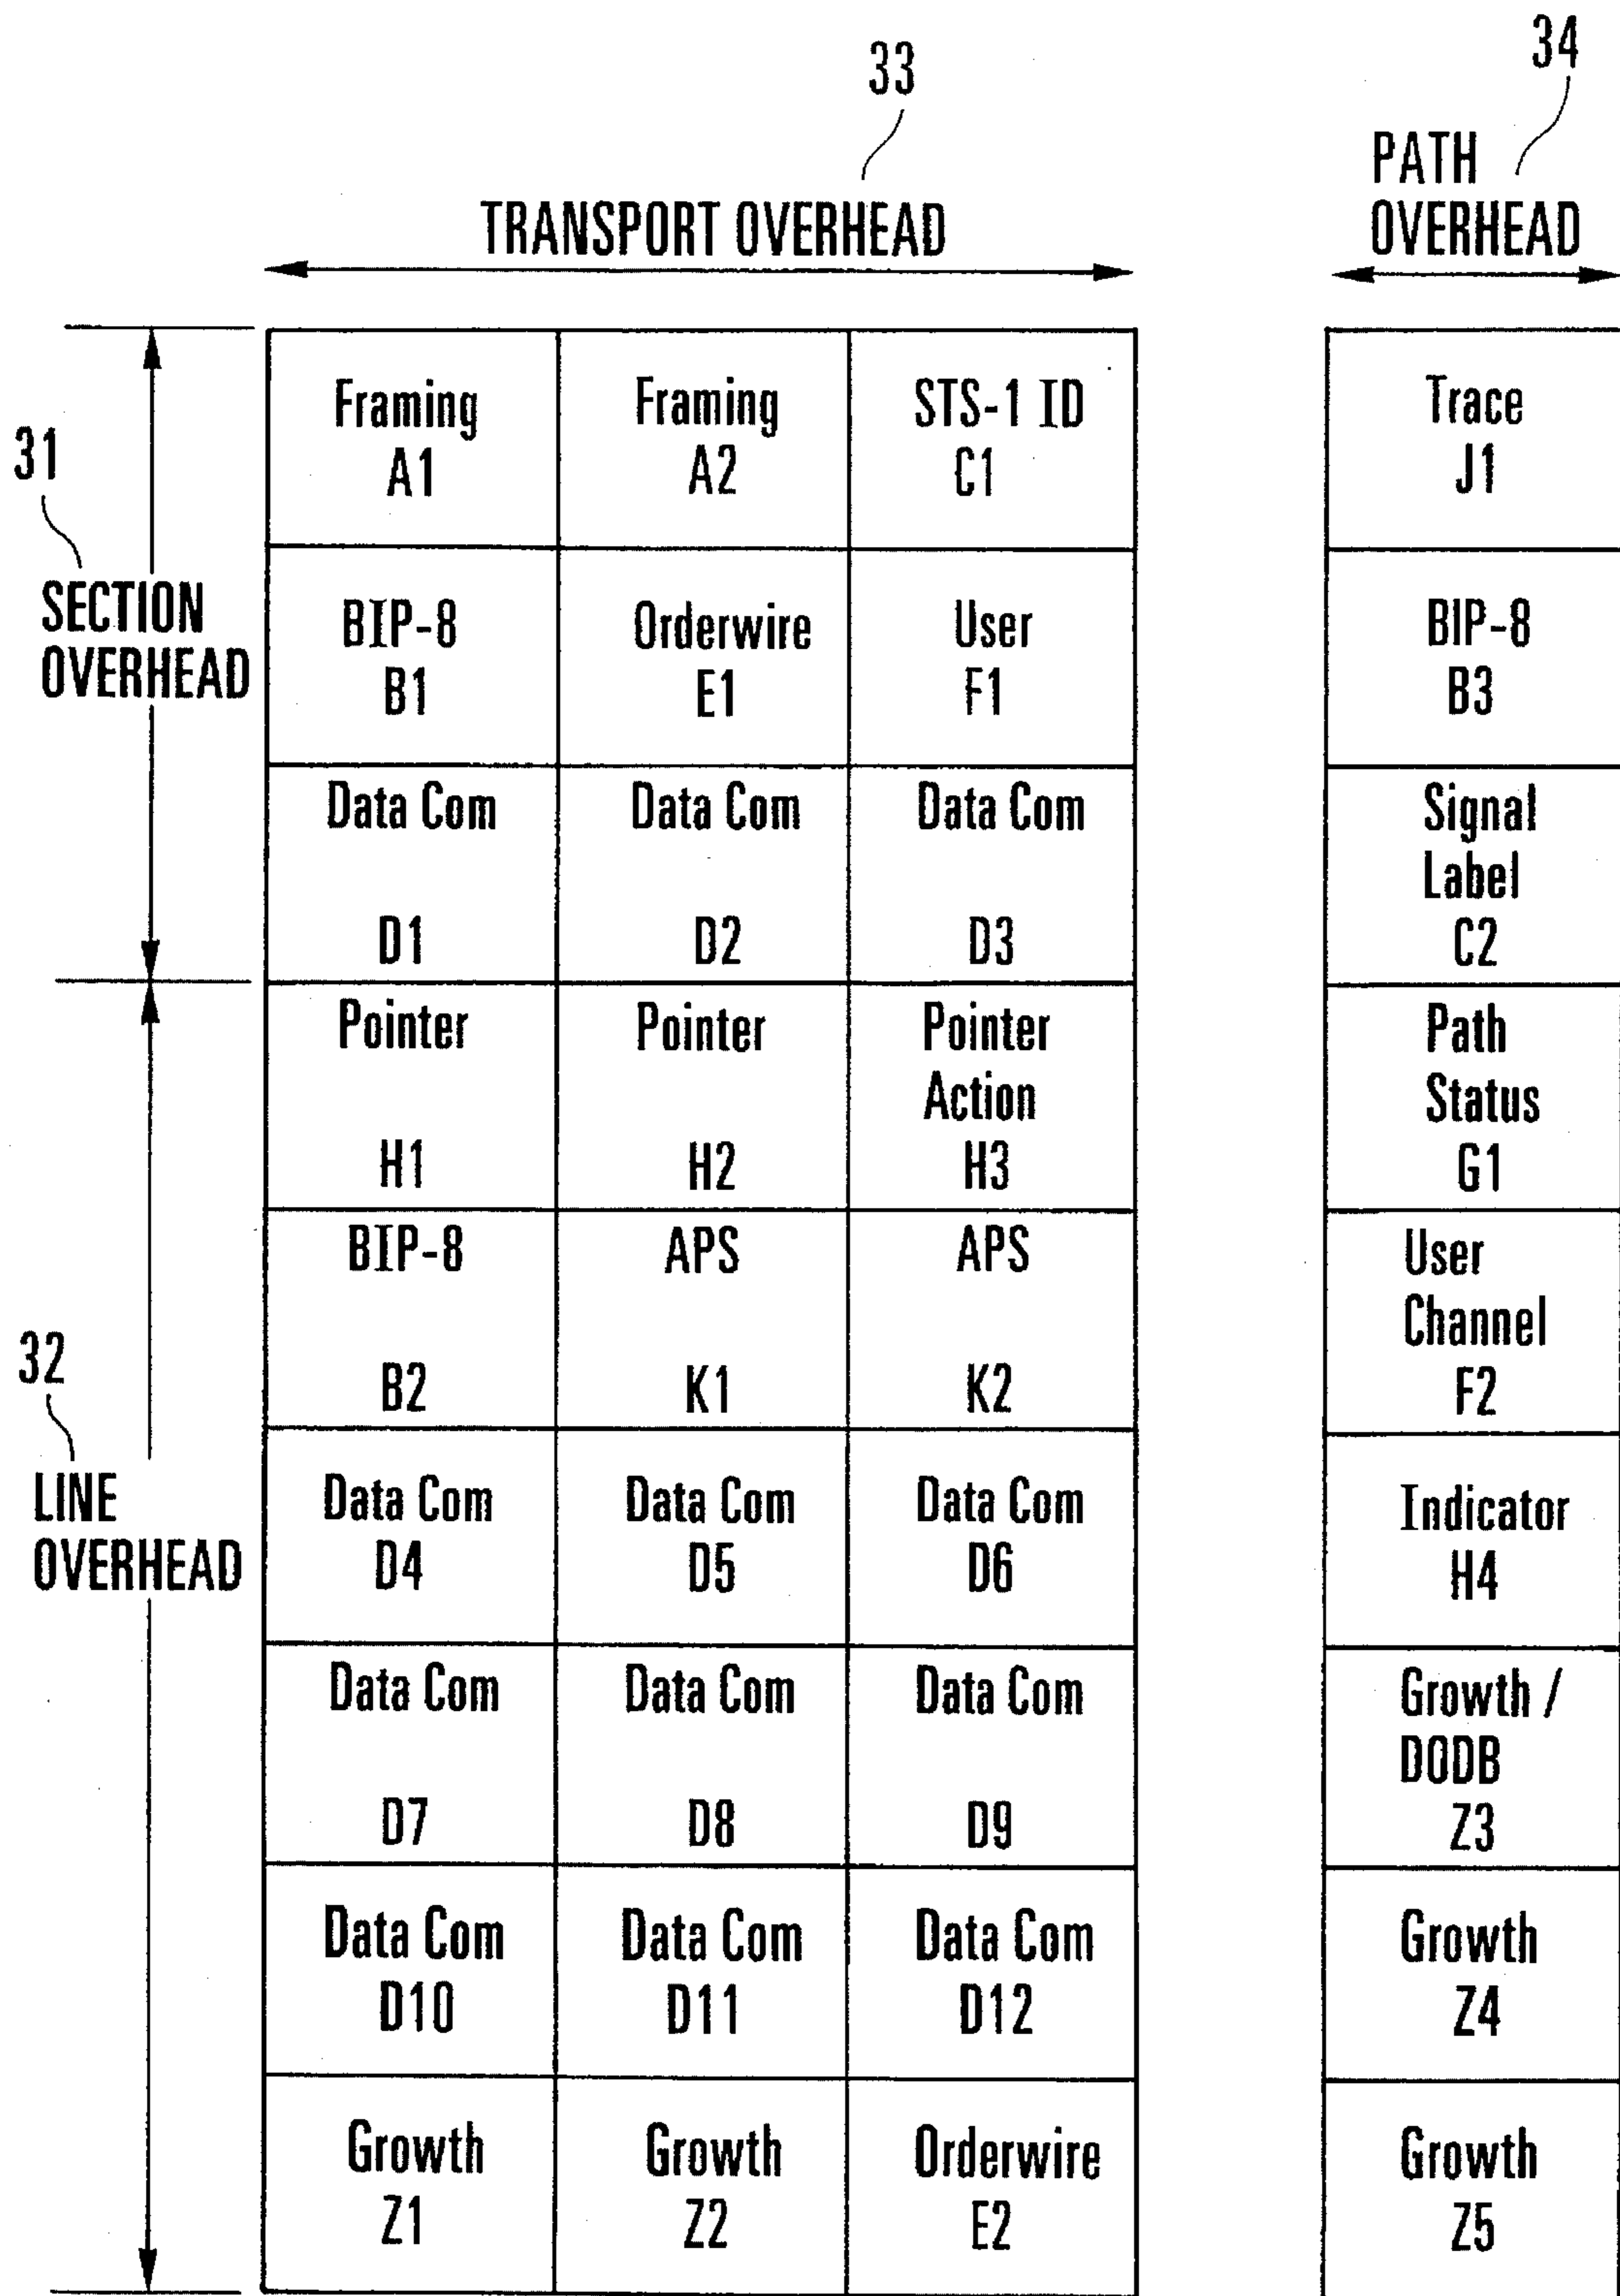 33
34
TRANSPORT OVERHEAD
PATH
OVERHEAD
31
SECTION
OVERHEAD
32
LINE
OVERHEAD
Framing
A1
Framing
A2
STS-1 ID
C1
BIP-8
B1
Orderwire
E1
User
F1
Data Com
D1
Data Com
D2
Data Com
D3
Pointer
H1
Pointer
H2
Pointer
Action
H3
BIP-8
B2
APS
K1
APS
K2
Data Com
D4
Data Com
D5
Data Com
D6
Data Com
D7
Data Com
D8
Data Com
D9
Data Com
D10
Data Com
D11
Data Com
D12
Growth
Z1
Growth
Z2
Orderwire
E2
Trace
J1
BIP-8
B3
Signal
Label
C2
Path
Status
G1
User
Channel
F2
Indicator
H4
Growth /
DODB
Z3
Growth
Z4
Growth
Z5